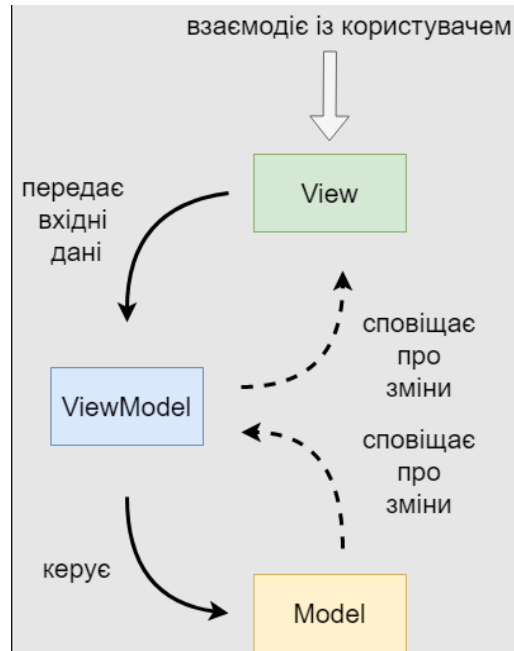 взаємодіє із користувачем
View
передає
вхідні
дані
сповіщає
про
зміни
ViewModel
сповіщає
про
зміни
керує
Model